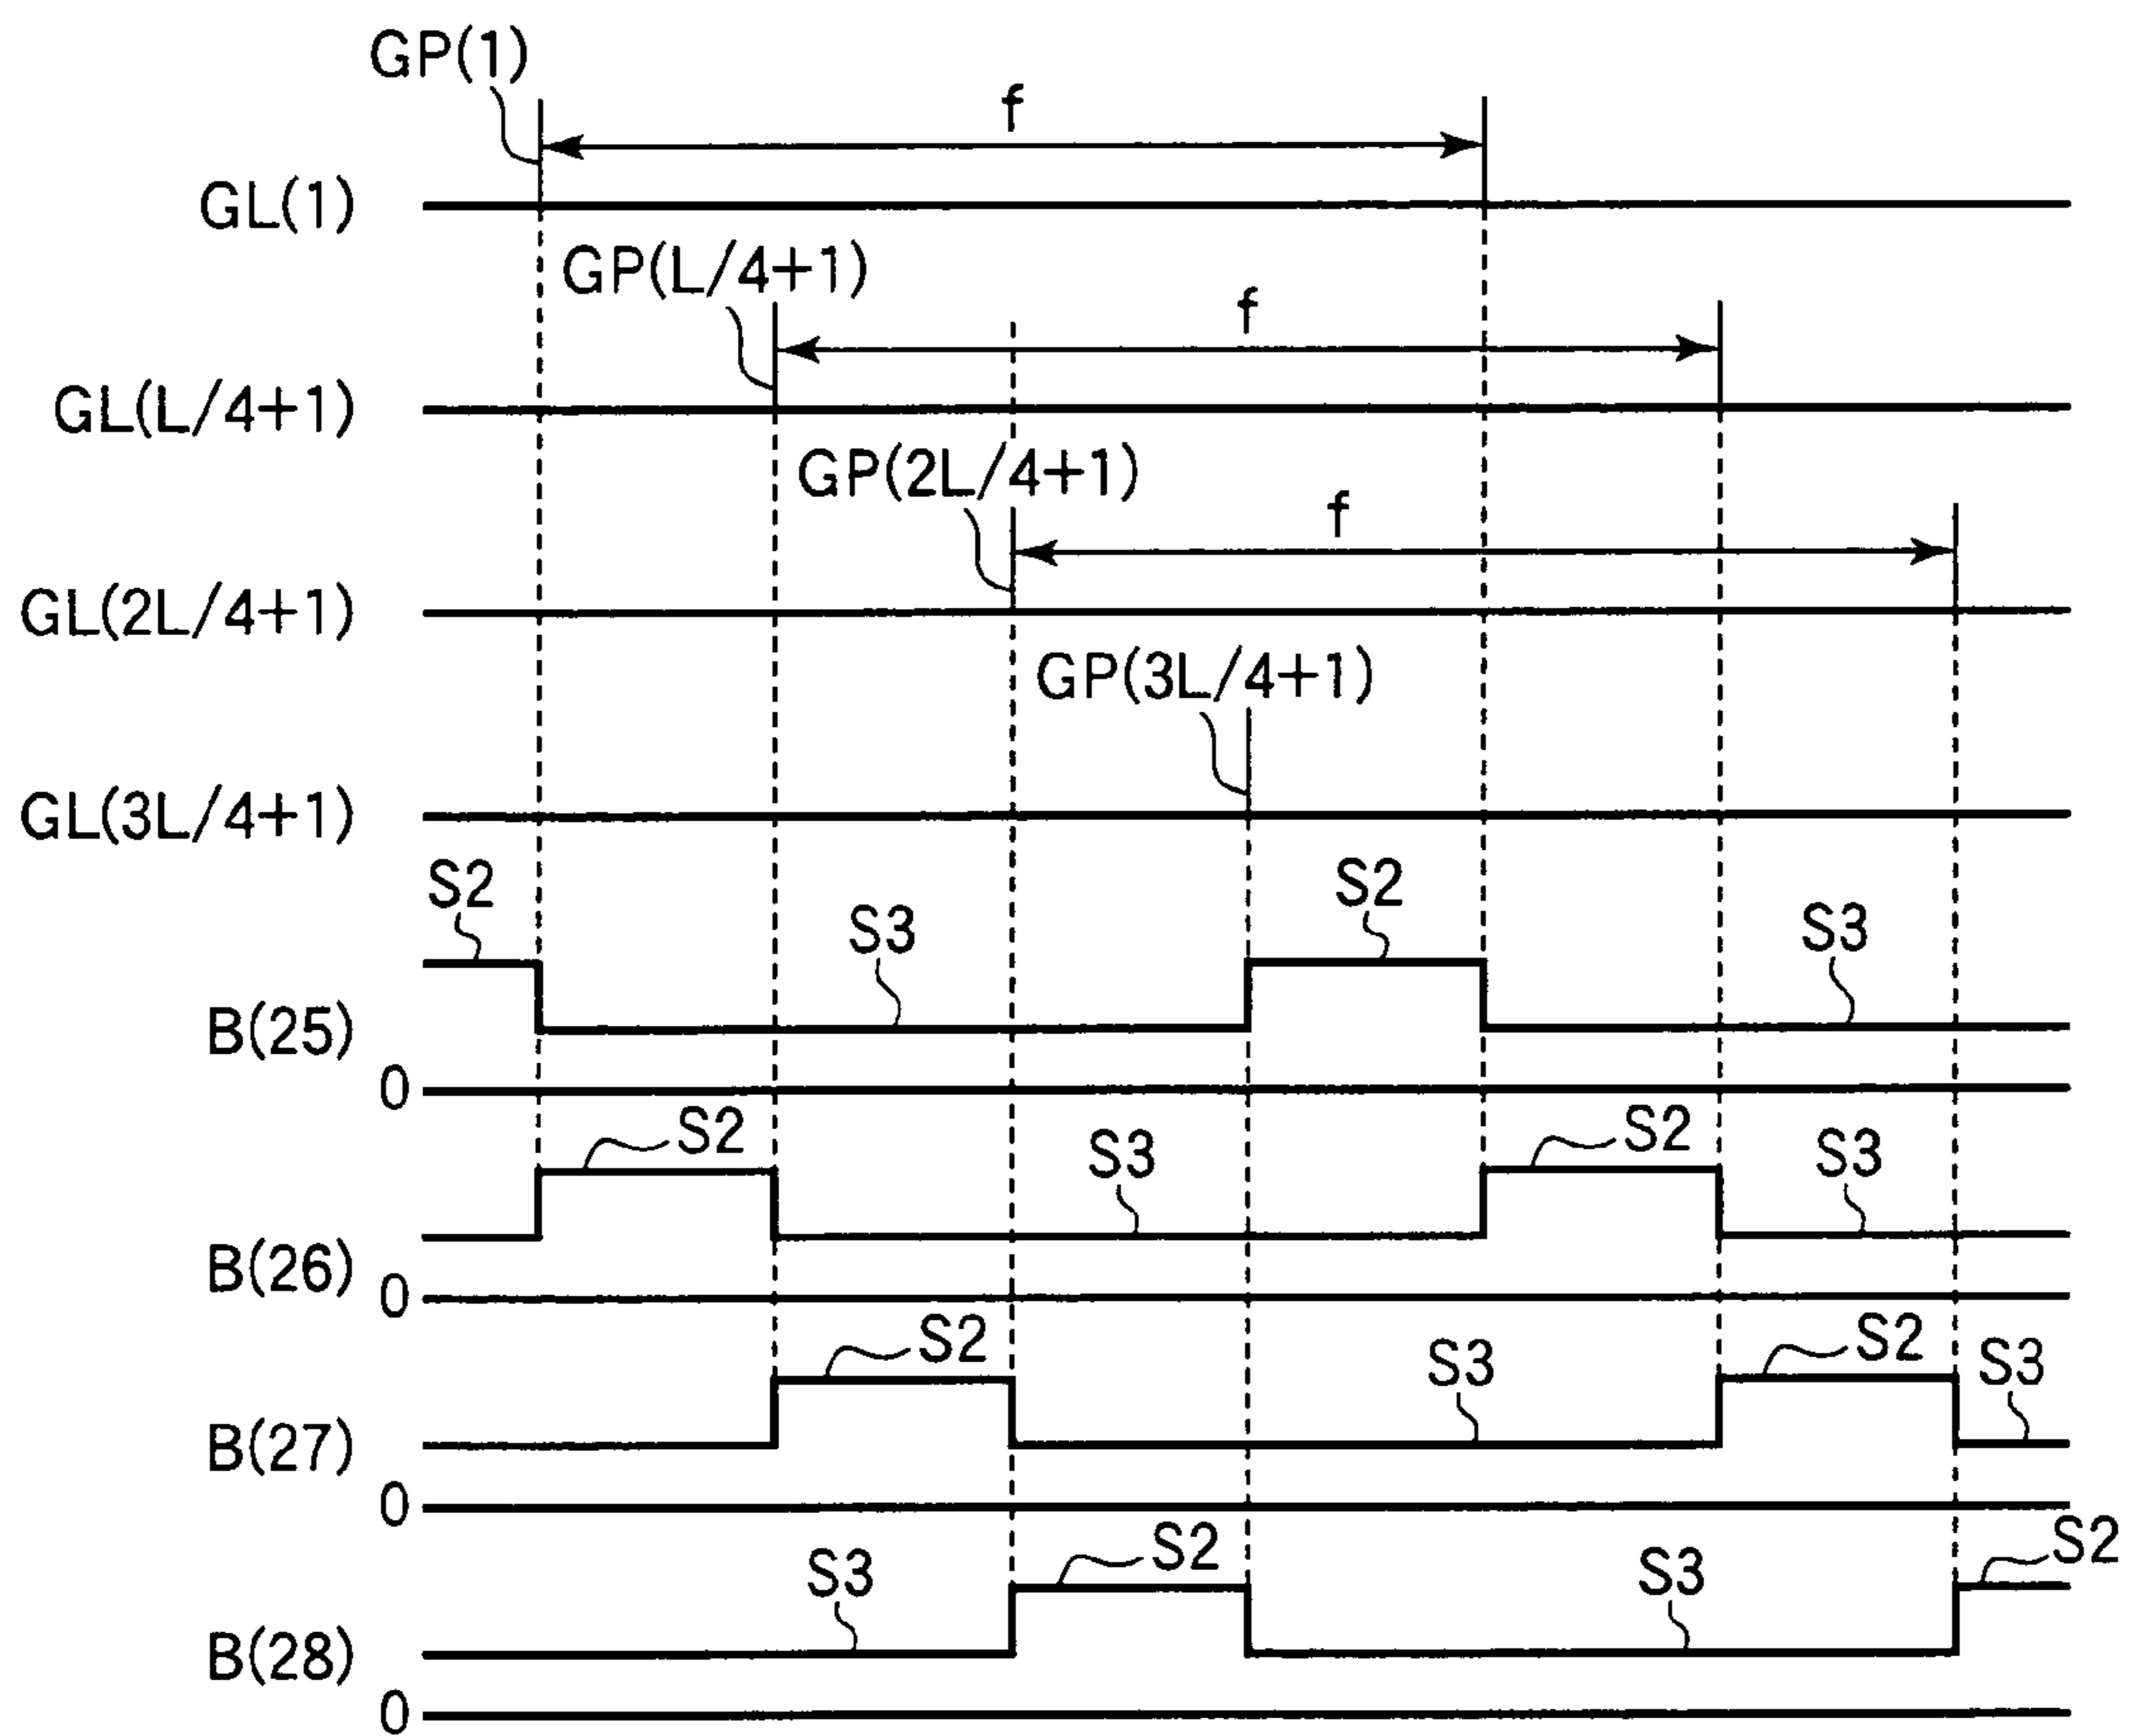 GP(1)
f
GL(1)
GP(L/4+1)
f
GL(L/4+1)
GP(2L/4+1)
f
GL(2L/4+1)
GP(3L/4+1)
GL(3L/4+1)
S2 S3 S2 S3
B(25)
0
S2 S3 S2 S3
B(26)
0
S2 S3 S2 S3
B(27)
0
S3 S2 S3 S2
B(28)
0